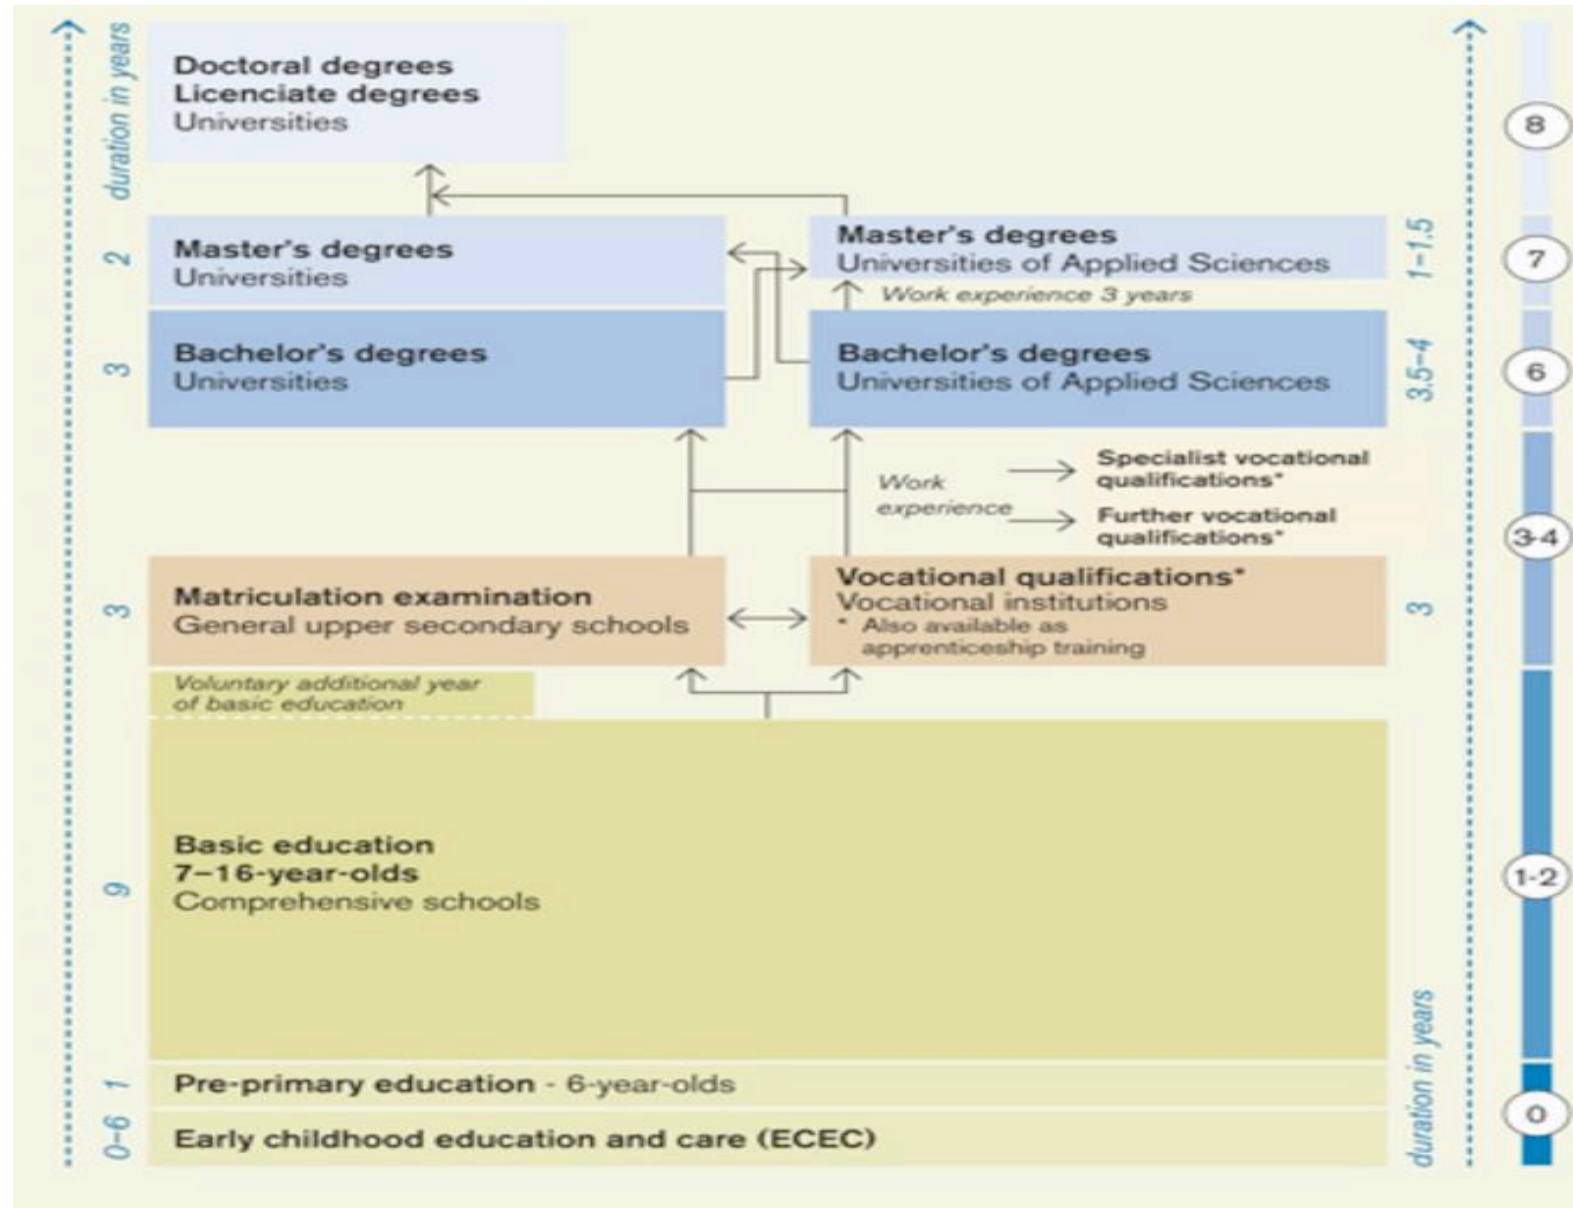 duration in years
Doctoral degrees
Licenciate degrees
Universities
8
2
Master's degrees
Universities
Master's degrees
Universities of Applied Sciences
1–1.5
7
Work experience 3 years
3
Bachelor's degrees
Universities
Bachelor's degrees
Universities of Applied Sciences
3.5–4
6
Work
experience
Specialist vocational
qualifications*
Further vocational
qualifications*
3-4
3
Matriculation examination
General upper secondary schools
Vocational qualifications*
Vocational institutions
* Also available as
apprenticeship training
3
Voluntary additional year
of basic education
9
Basic education
7–16-year-olds
Comprehensive schools
1-2
1
Pre-primary education - 6-year-olds
0–6
Early childhood education and care (ECEC)
duration in years
0